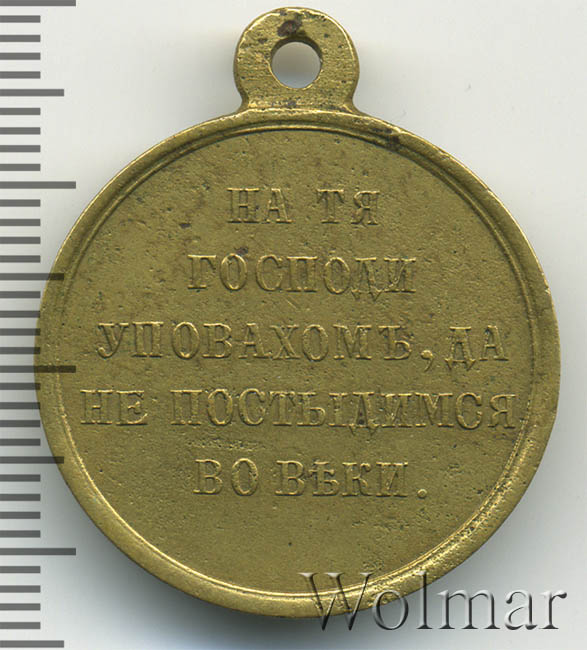 НА ТЯ
ГОСПОДИ
УПОВАХОМЪ, ДА
НЕ ПОСТЫДИМСЯ
ВО ВѢКИ.
Wolmar